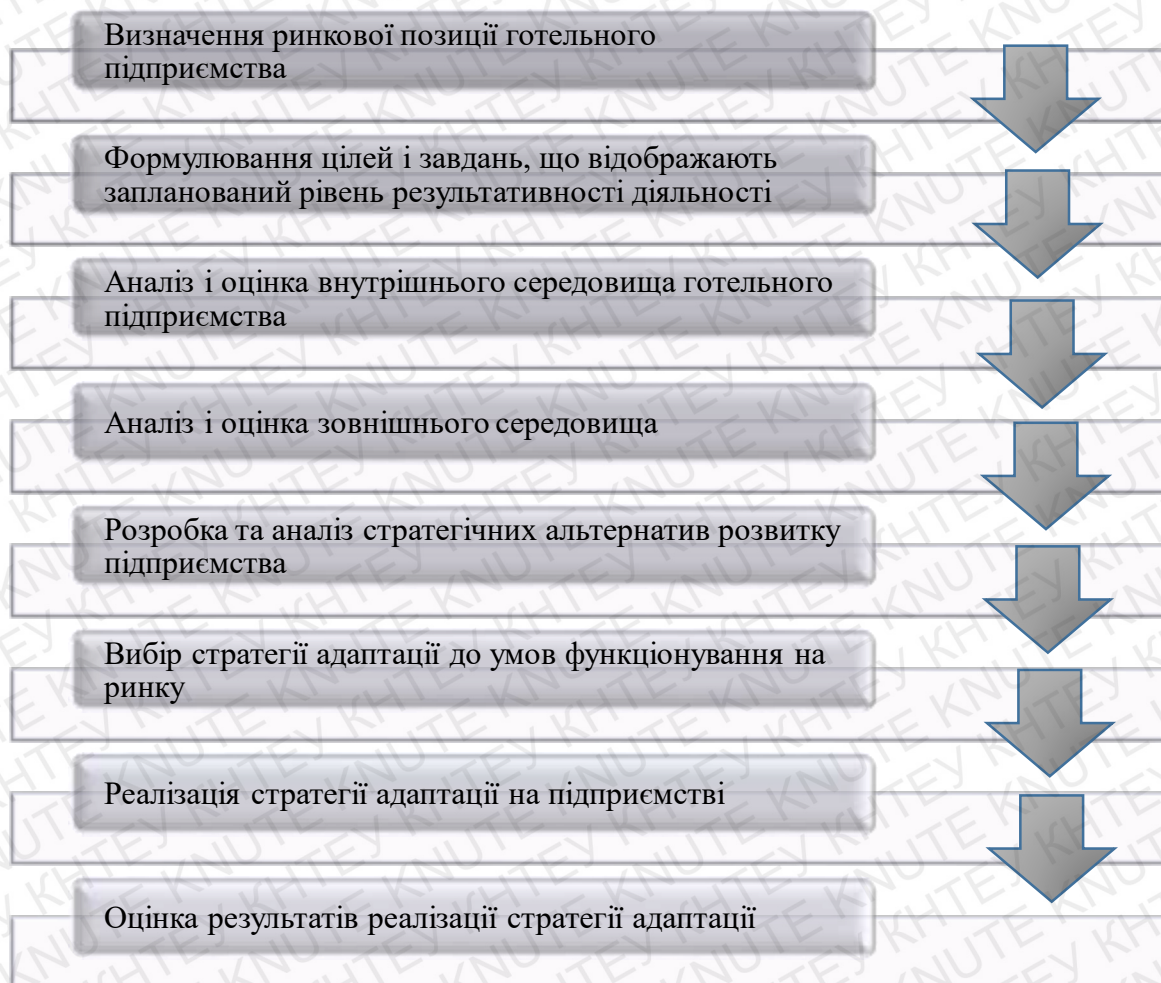 Визначення ринкової позиції готельного
підприємства
Формулювання цілей і завдань, що відображають
запланований рівень результативності діяльності
Аналіз і оцінка внутрішнього середовища готельного
підприємства
Аналіз і оцінка зовнішнього середовища
Розробка та аналіз стратегічних альтернатив розвитку
підприємства
Вибір стратегії адаптації до умов функціонування на
ринку
Реалізація стратегії адаптації на підприємстві
Оцінка результатів реалізації стратегії адаптації